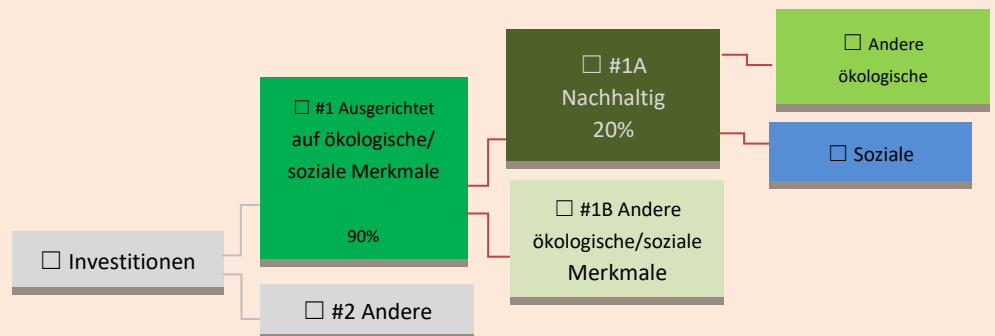 ☐ Investitionen
☐ #1 Ausgerichtet
auf ökologische/
soziale Merkmale
90%
☐ #2 Andere
☐ #1A
Nachhaltig
20%
☐ #1B Andere
ökologische/soziale
Merkmale
☐ Andere
ökologische
☐ Soziale